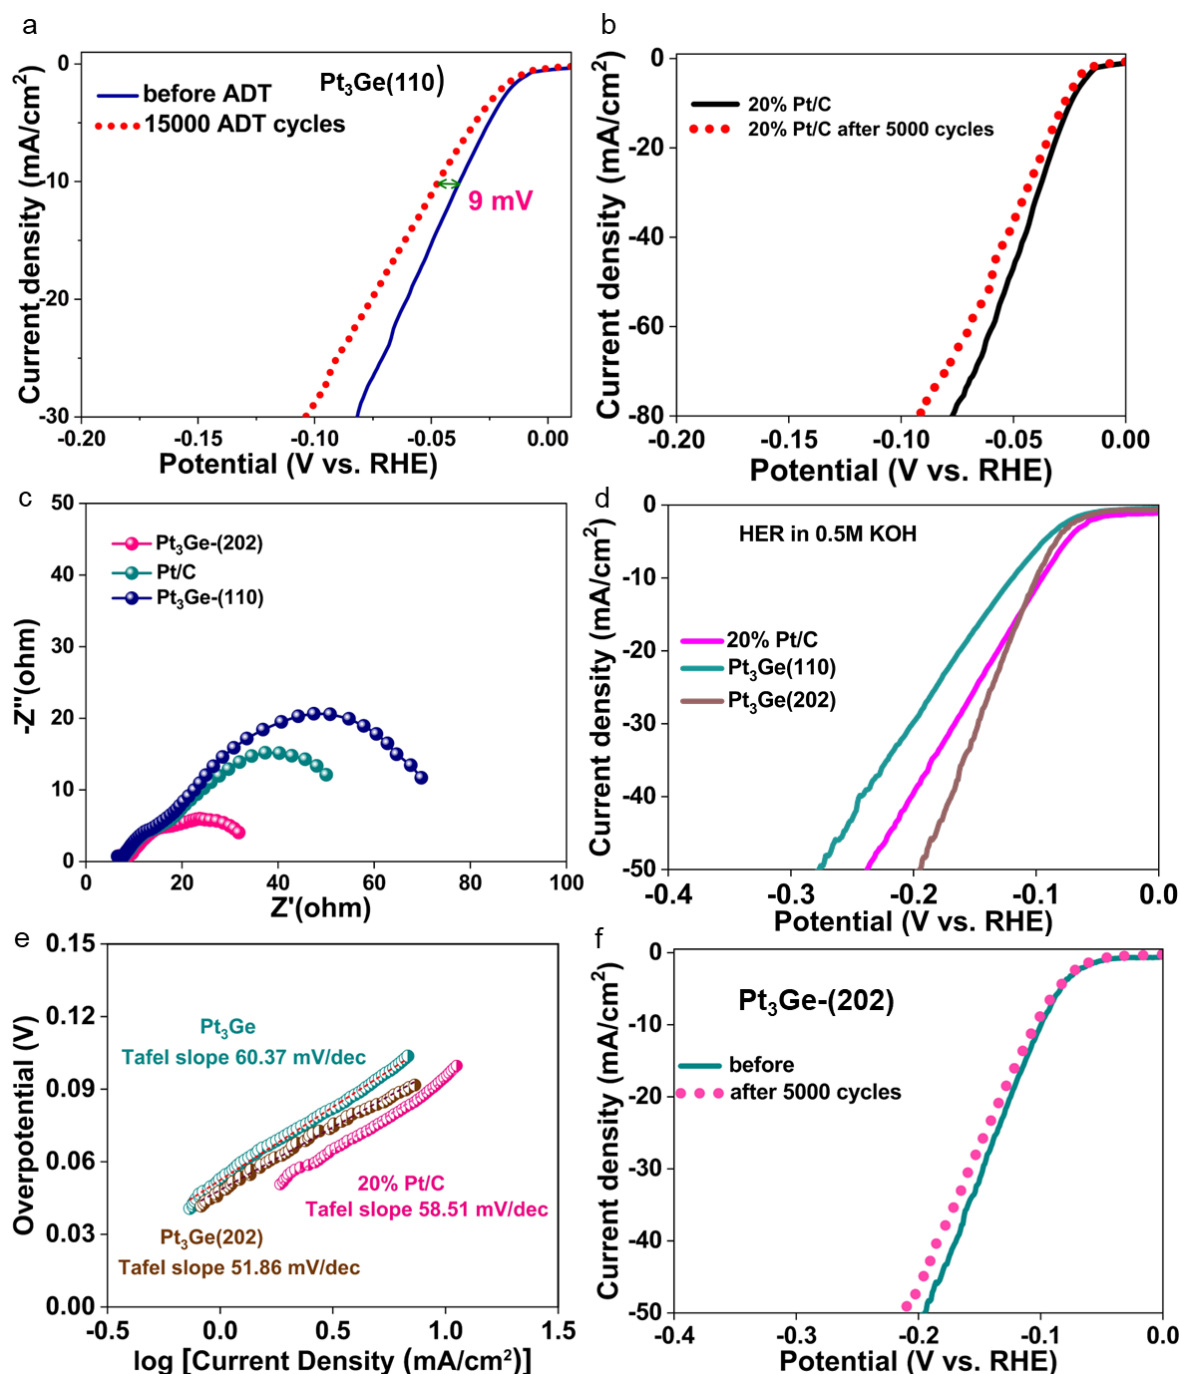 a
0
-10
-20
-30
Current density (mA/cm²)
before ADT
15000 ADT cycles
Pt₃Ge(110)
9 mV
-0.20
-0.15
-0.10
-0.05
0.00
Potential (V vs. RHE)
b
0
-20
-40
-60
-80
Current density (mA/cm²)
20% Pt/C
20% Pt/C after 5000 cycles
-0.20
-0.15
-0.10
-0.05
0.00
Potential (V vs. RHE)
c
50
40
30
20
10
0
-Z''(ohm)
Pt₃Ge-(202)
Pt/C
Pt₃Ge-(110)
0
20
40
60
80
100
Z'(ohm)
d
0
-10
-20
-30
-40
-50
Current density (mA/cm²)
HER in 0.5M KOH
20% Pt/C
Pt₃Ge(110)
Pt₃Ge(202)
-0.4
-0.3
-0.2
-0.1
0.0
Potential (V vs. RHE)
e
0.15
0.12
0.09
0.06
0.03
0.00
Overpotential (V)
Pt₃Ge
Tafel slope 60.37 mV/dec
20% Pt/C
Tafel slope 58.51 mV/dec
Pt₃Ge(202)
Tafel slope 51.86 mV/dec
-0.5
0.0
0.5
1.0
1.5
log [Current Density (mA/cm²)]
f
0
-10
-20
-30
-40
-50
Current density (mA/cm²)
Pt₃Ge-(202)
before
after 5000 cycles
-0.4
-0.3
-0.2
-0.1
0.0
Potential (V vs. RHE)